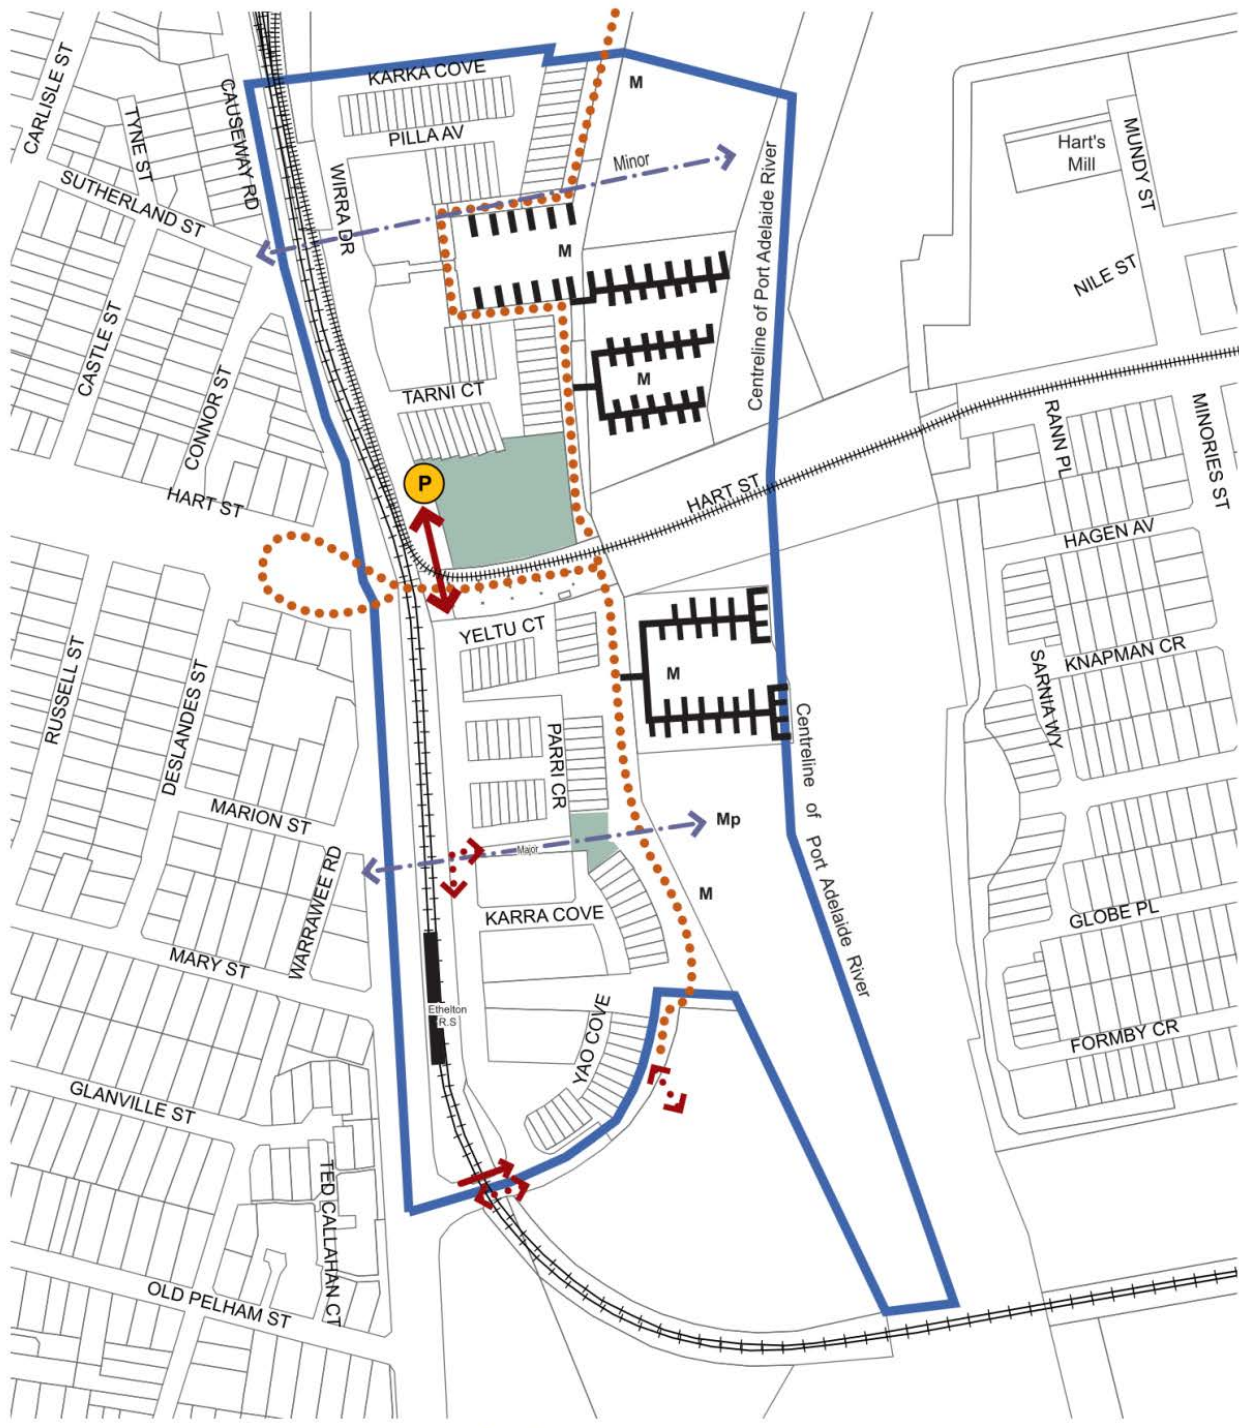 CARLISLE ST
TYNE ST
CAUSEWAY RD
SUTHERLAND ST
KARKA COVE
PILLA AV
M
Minor
WIRRA DR
M
Centreline of Port Adelaide River
Hart's
Mill
MUNDY ST
NILE ST
CASTLE ST
CONNOR ST
TARNI CT
M
HART ST
P
HART ST
RANN PL
MINORIES ST
HAGEN AV
RUSSELL ST
DESLANDES ST
YELTU CT
M
SARNIA WY
KNAPMAN CR
PARRI CR
MARION ST
WARRAWEE RD
Major
Mp
Centreline of Port Adelaide River
M
KARRA COVE
MARY ST
GLOBE PL
Ethelton
R.S
YAO COVE
FORMBY CR
GLANVILLE ST
TED CALLAHAN CT
OLD PELHAM ST